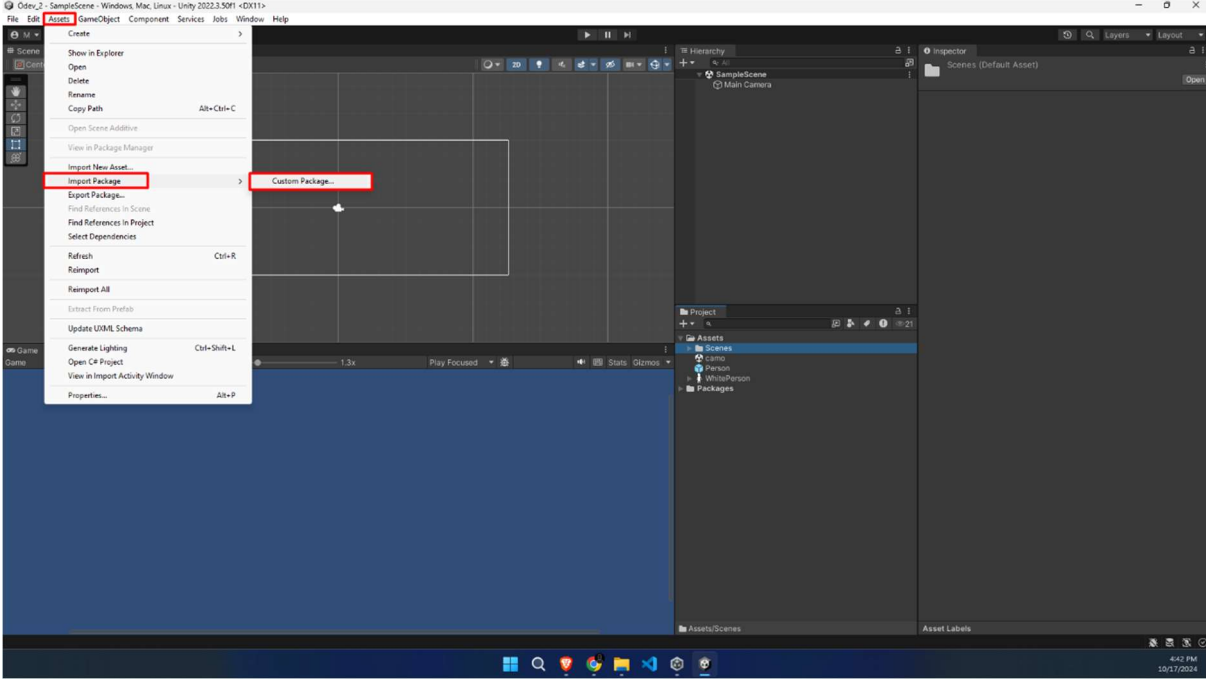 Ödev_2 - SampleScene - Windows, Mac, Linux - Unity 2022.3.50f1 <DX11>
File Edit Assets GameObject Component Services Jobs Window Help
M
Layers Layout
Scene
Create
Show in Explorer
Open
Delete
Rename
Copy Path Alt+Ctrl+C
Open Scene Additive
View in Package Manager
Import New Asset...
Import Package
Custom Package...
Export Package...
Find References In Scene
Find References In Project
Select Dependencies
Refresh Ctrl+R
Reimport
Reimport All
Extract From Prefab
Update UXML Schema
Generate Lighting Ctrl+Shift+L
Open C# Project
View in Import Activity Window
Properties... Alt+P
2D
Game
Game
1.3x
Play Focused
Stats Gizmos
Hierarchy
All
SampleScene
Main Camera
Project
21
Assets
Scenes
camo
Person
WhitePerson
Packages
Assets/Scenes
Inspector
Scenes (Default Asset)
Open
Asset Labels
4:42 PM
10/17/2024